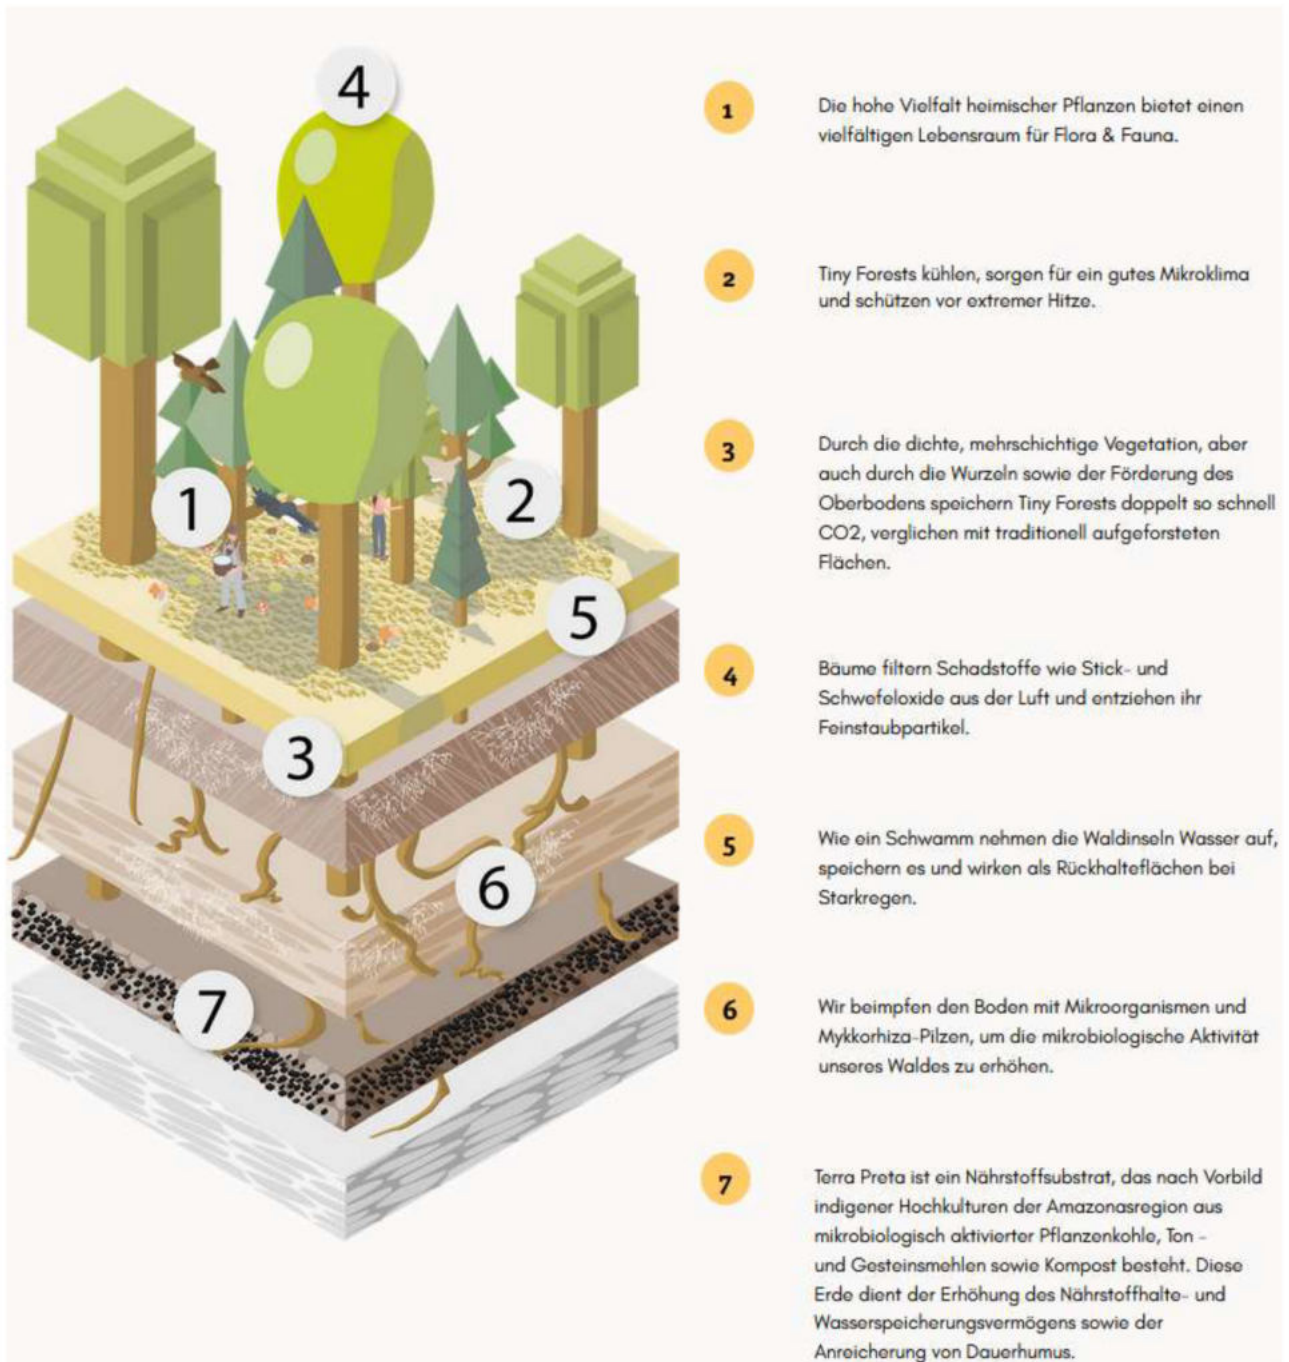 4
1
2
5
3
6
7
1
Die hohe Vielfalt heimischer Pflanzen bietet einen
vielfältigen Lebensraum für Flora & Fauna.
2
Tiny Forests kühlen, sorgen für ein gutes Mikroklima
und schützen vor extremer Hitze.
3
Durch die dichte, mehrschichtige Vegetation, aber
auch durch die Wurzeln sowie der Förderung des
Oberbodens speichern Tiny Forests doppelt so schnell
CO2, verglichen mit traditionell aufgeforsteten
Flächen.
4
Bäume filtern Schadstoffe wie Stick- und
Schwefeloxide aus der Luft und entziehen ihr
Feinstaubpartikel.
5
Wie ein Schwamm nehmen die Waldinseln Wasser auf,
speichern es und wirken als Rückhalteflächen bei
Starkregen.
6
Wir beimpfen den Boden mit Mikroorganismen und
Mykkorhiza-Pilzen, um die mikrobiologische Aktivität
unseres Waldes zu erhöhen.
7
Terra Preta ist ein Nährstoffsubstrat, das nach Vorbild
indigener Hochkulturen der Amazonasregion aus
mikrobiologisch aktivierter Pflanzenkohle, Ton -
und Gesteinsmehlen sowie Kompost besteht. Diese
Erde dient der Erhöhung des Nährstoffhalte- und
Wasserspeicherungsvermögens sowie der
Anreicherung von Dauerhumus.